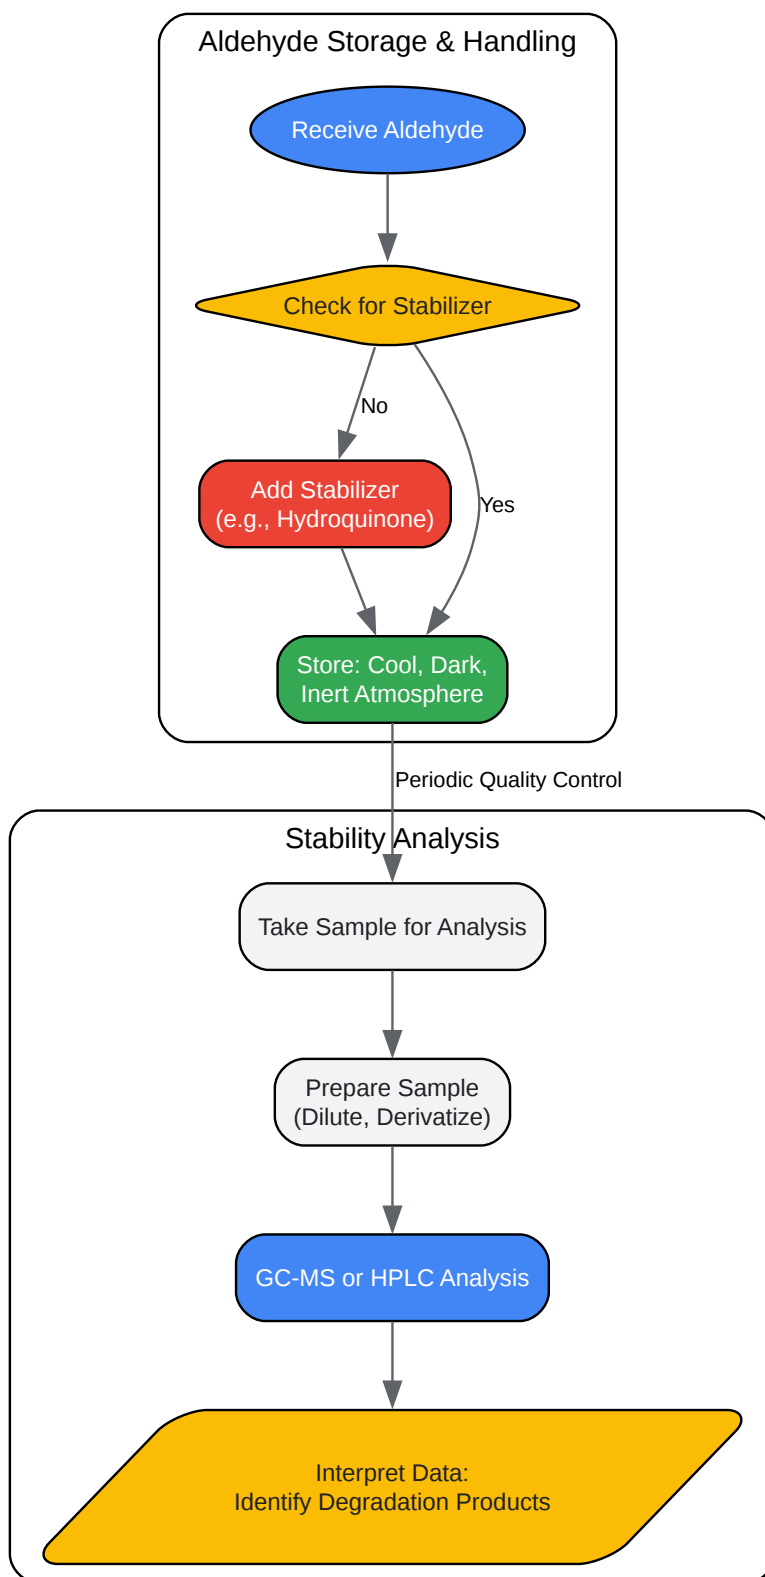 Aldehyde Storage & Handling
Receive Aldehyde
Check for Stabilizer
No
Add Stabilizer
(e.g., Hydroquinone)
Yes
Store: Cool, Dark,
Inert Atmosphere
Periodic Quality Control
Stability Analysis
Take Sample for Analysis
Prepare Sample
(Dilute, Derivatize)
GC-MS or HPLC Analysis
Interpret Data:
Identify Degradation Products